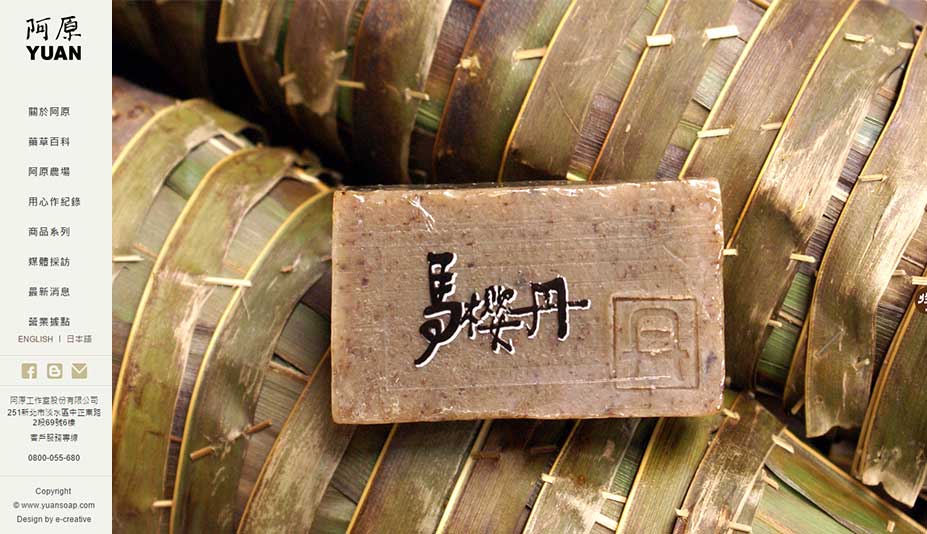 阿原
YUAN
關於阿原
藥草百科
阿原農場
用心作紀錄
商品系列
媒體採訪
最新消息
營業據點
ENGLISH | 日本語
阿原工作室股份有限公司
251新北市淡水區中正東路
2段69號6樓
客戶服務專線
0800-055-680
Copyright
© www.yuansoap.com
Design by e-creative
馬櫻丹
丹